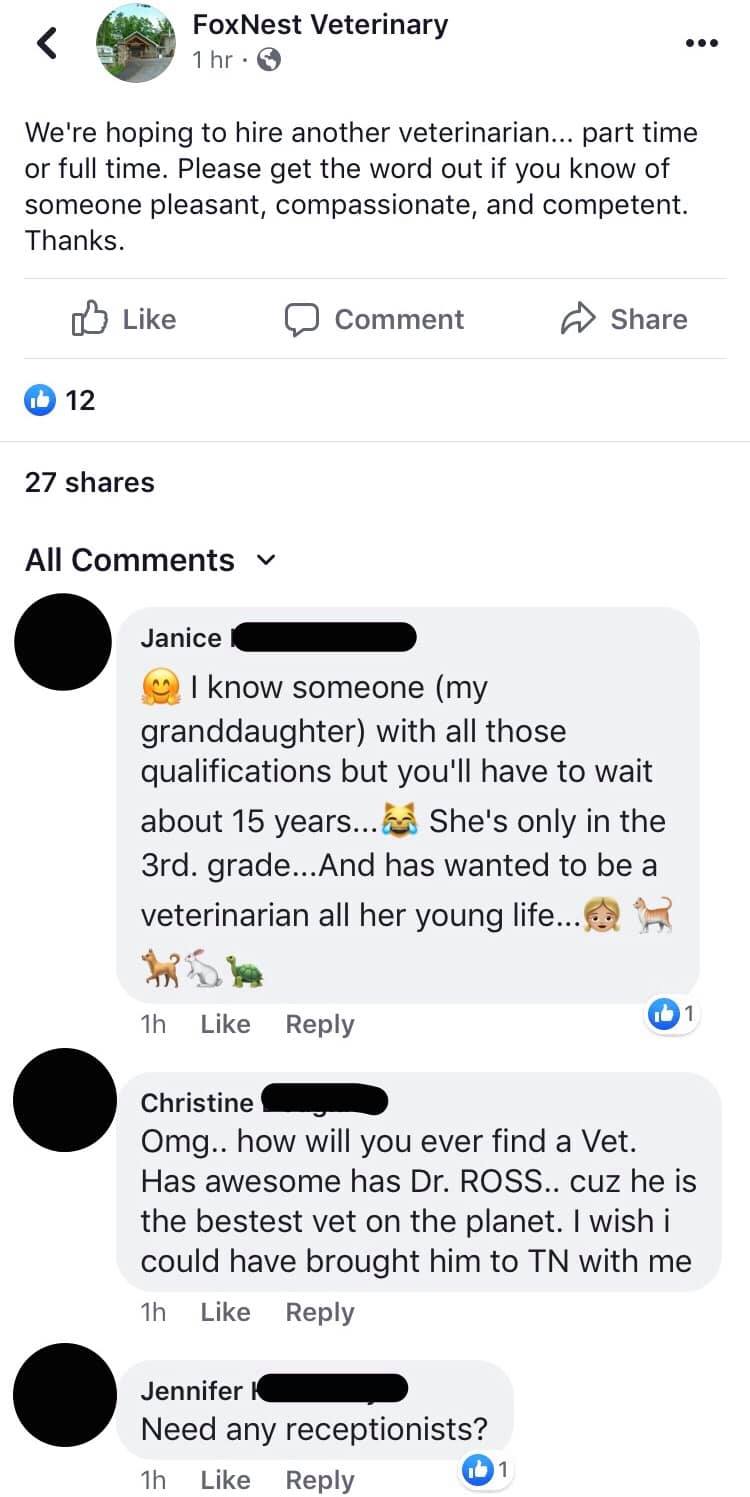 FoxNest Veterinary
1 hr ·
We're hoping to hire another veterinarian... part time
or full time. Please get the word out if you know of
someone pleasant, compassionate, and competent.
Thanks.
Like Comment Share
12
27 shares
All Comments
Janice
I know someone (my
granddaughter) with all those
qualifications but you'll have to wait
about 15 years...😹 She's only in the
3rd. grade...And has wanted to be a
veterinarian all her young life...
1h Like Reply 1
Christine
Omg.. how will you ever find a Vet.
Has awesome has Dr. ROSS.. cuz he is
the bestest vet on the planet. I wish i
could have brought him to TN with me
1h Like Reply
Jennifer
Need any receptionists?
1h Like Reply 1